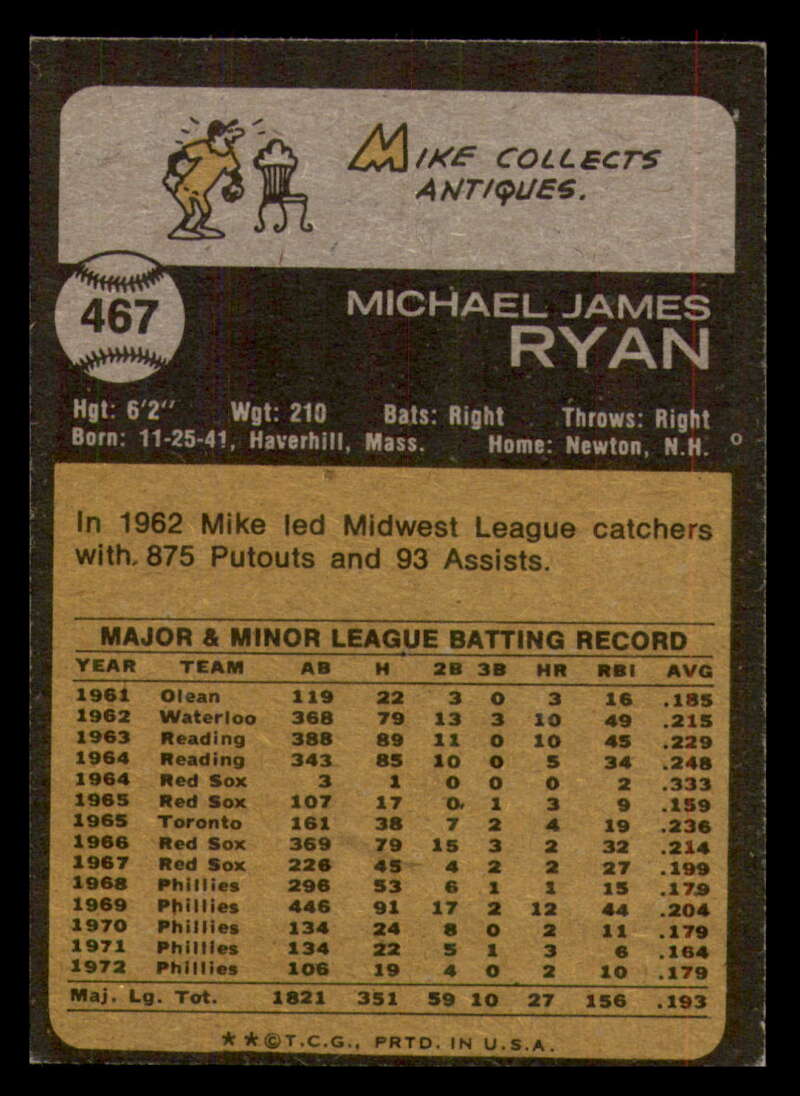 MIKE COLLECTS
ANTIQUES.
467
MICHAEL JAMES
RYAN
Hgt: 6'2" Wgt: 210 Bats: Right Throws: Right
Born: 11-25-41, Haverhill, Mass. Home: Newton, N.H.
In 1962 Mike led Midwest League catchers
with 875 Putouts and 93 Assists.
MAJOR & MINOR LEAGUE BATTING RECORD
YEAR TEAM AB H 2B 3B HR RBI AVG
1961 Olean 119 22 3 0 3 16 .185
1962 Waterloo 368 79 13 3 10 49 .215
1963 Reading 388 89 11 0 10 45 .229
1964 Reading 343 85 10 0 5 34 .248
1964 Red Sox 3 1 0 0 0 2 .333
1965 Red Sox 107 17 0 1 3 9 .159
1965 Toronto 161 38 7 2 4 19 .236
1966 Red Sox 369 79 15 3 2 32 .214
1967 Red Sox 226 45 4 2 2 27 .199
1968 Phillies 296 53 6 1 1 15 .179
1969 Phillies 446 91 17 2 12 44 .204
1970 Phillies 134 24 8 0 2 11 .179
1971 Phillies 134 22 5 1 3 6 .164
1972 Phillies 106 19 4 0 2 10 .179
Maj. Lg. Tot. 1821 351 59 10 27 156 .193
**©T.C.G., PRTD. IN U.S.A.